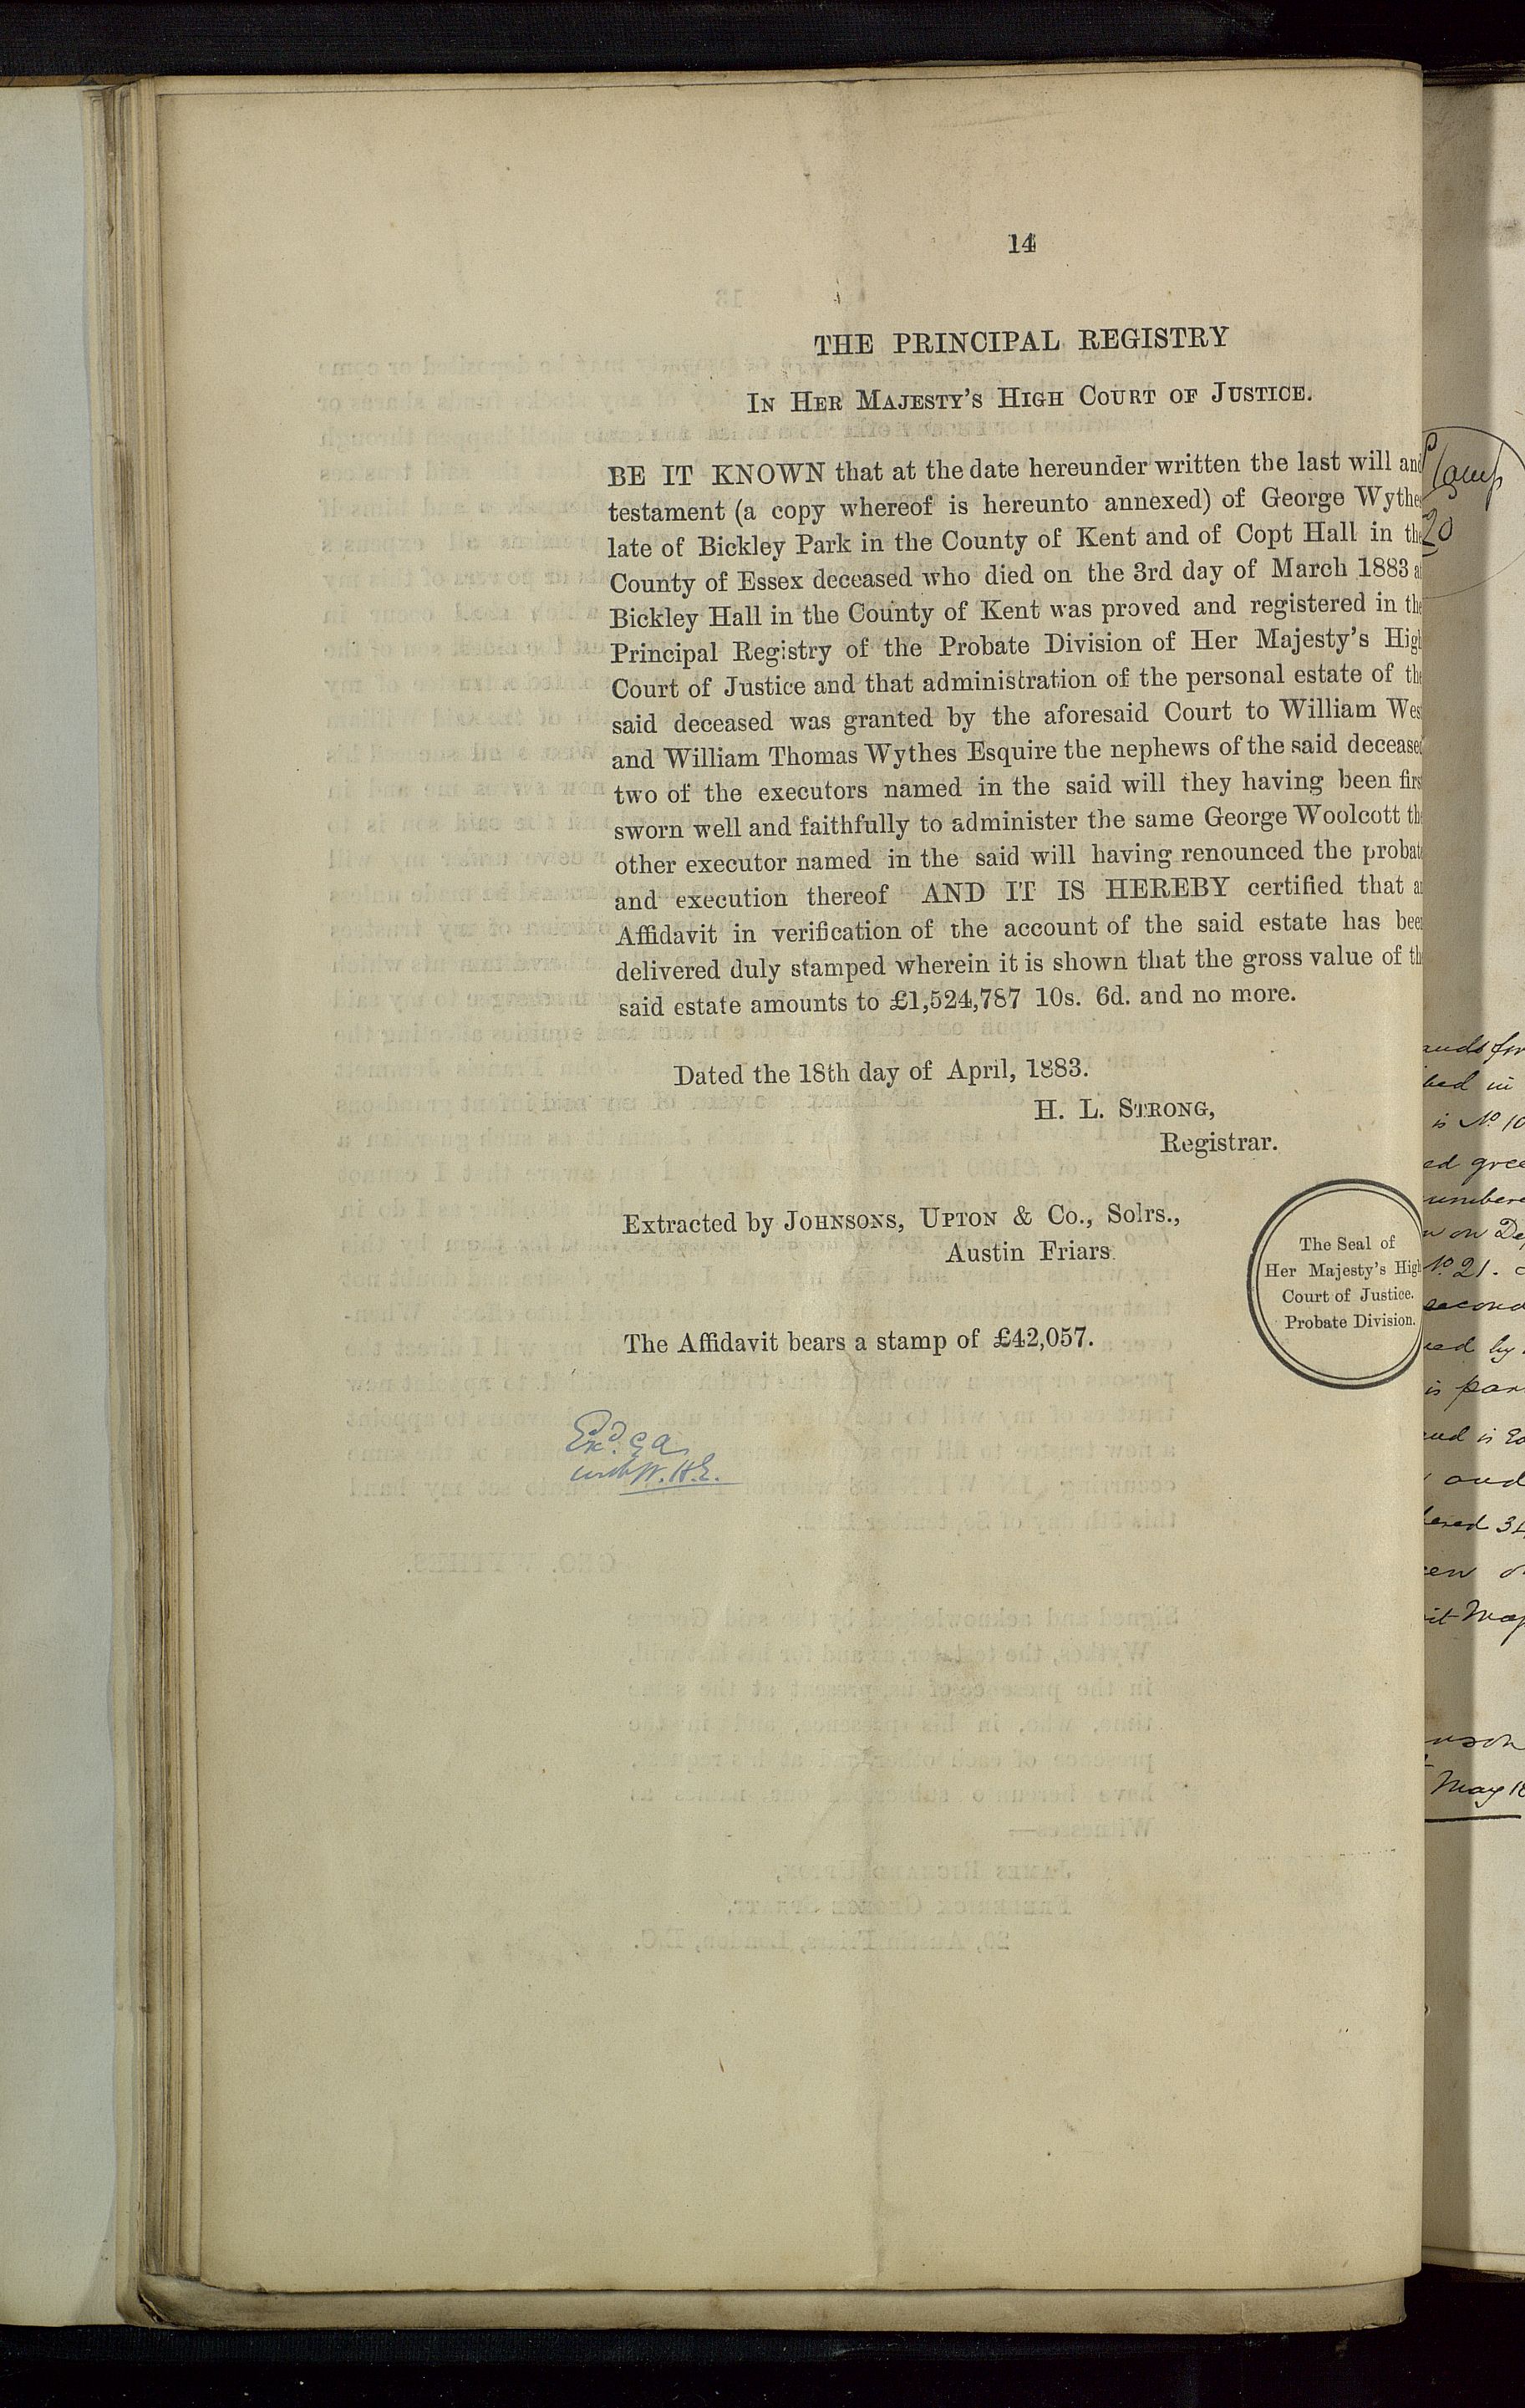 14
THE PRINCIPAL REGISTRY
IN HER MAJESTY'S HIGH COURT OF JUSTICE.
BE IT KNOWN that at the date hereunder written the last will and
testament (a copy whereof is hereunto annexed) of George Wythe
late of Bickley Park in the County of Kent and of Copt Hall in the
County of Essex deceased who died on the 3rd day of March 1883 a
Bickley Hall in the County of Kent was proved and registered in the
Principal Registry of the Probate Division of Her Majesty's Hig
Court of Justice and that administration of the personal estate of the
said deceased was granted by the aforesaid Court to William Wes
and William Thomas Wythes Esquire the nephews of the said deceased
two of the executors named in the said will they having been firs
sworn well and faithfully to administer the same George Woolcott th
other executor named in the said will having renounced the probate
and execution thereof AND IT IS HEREBY certified that a
Affidavit in verification of the account of the said estate has bee
delivered duly stamped wherein it is shown that the gross value of th
said estate amounts to £1,524,787 10s. 6d. and no more.
Dated the 18th day of April, 1883.
H. L. STRONG,
Registrar.
Extracted by JOHNSONS, UPTON & Co., Solrs.,
Austin Friars.
The Seal of
Her Majesty's High
Court of Justice.
Probate Division.
The Affidavit bears a stamp of £42,057.
Exd. G A
with W. H. E.